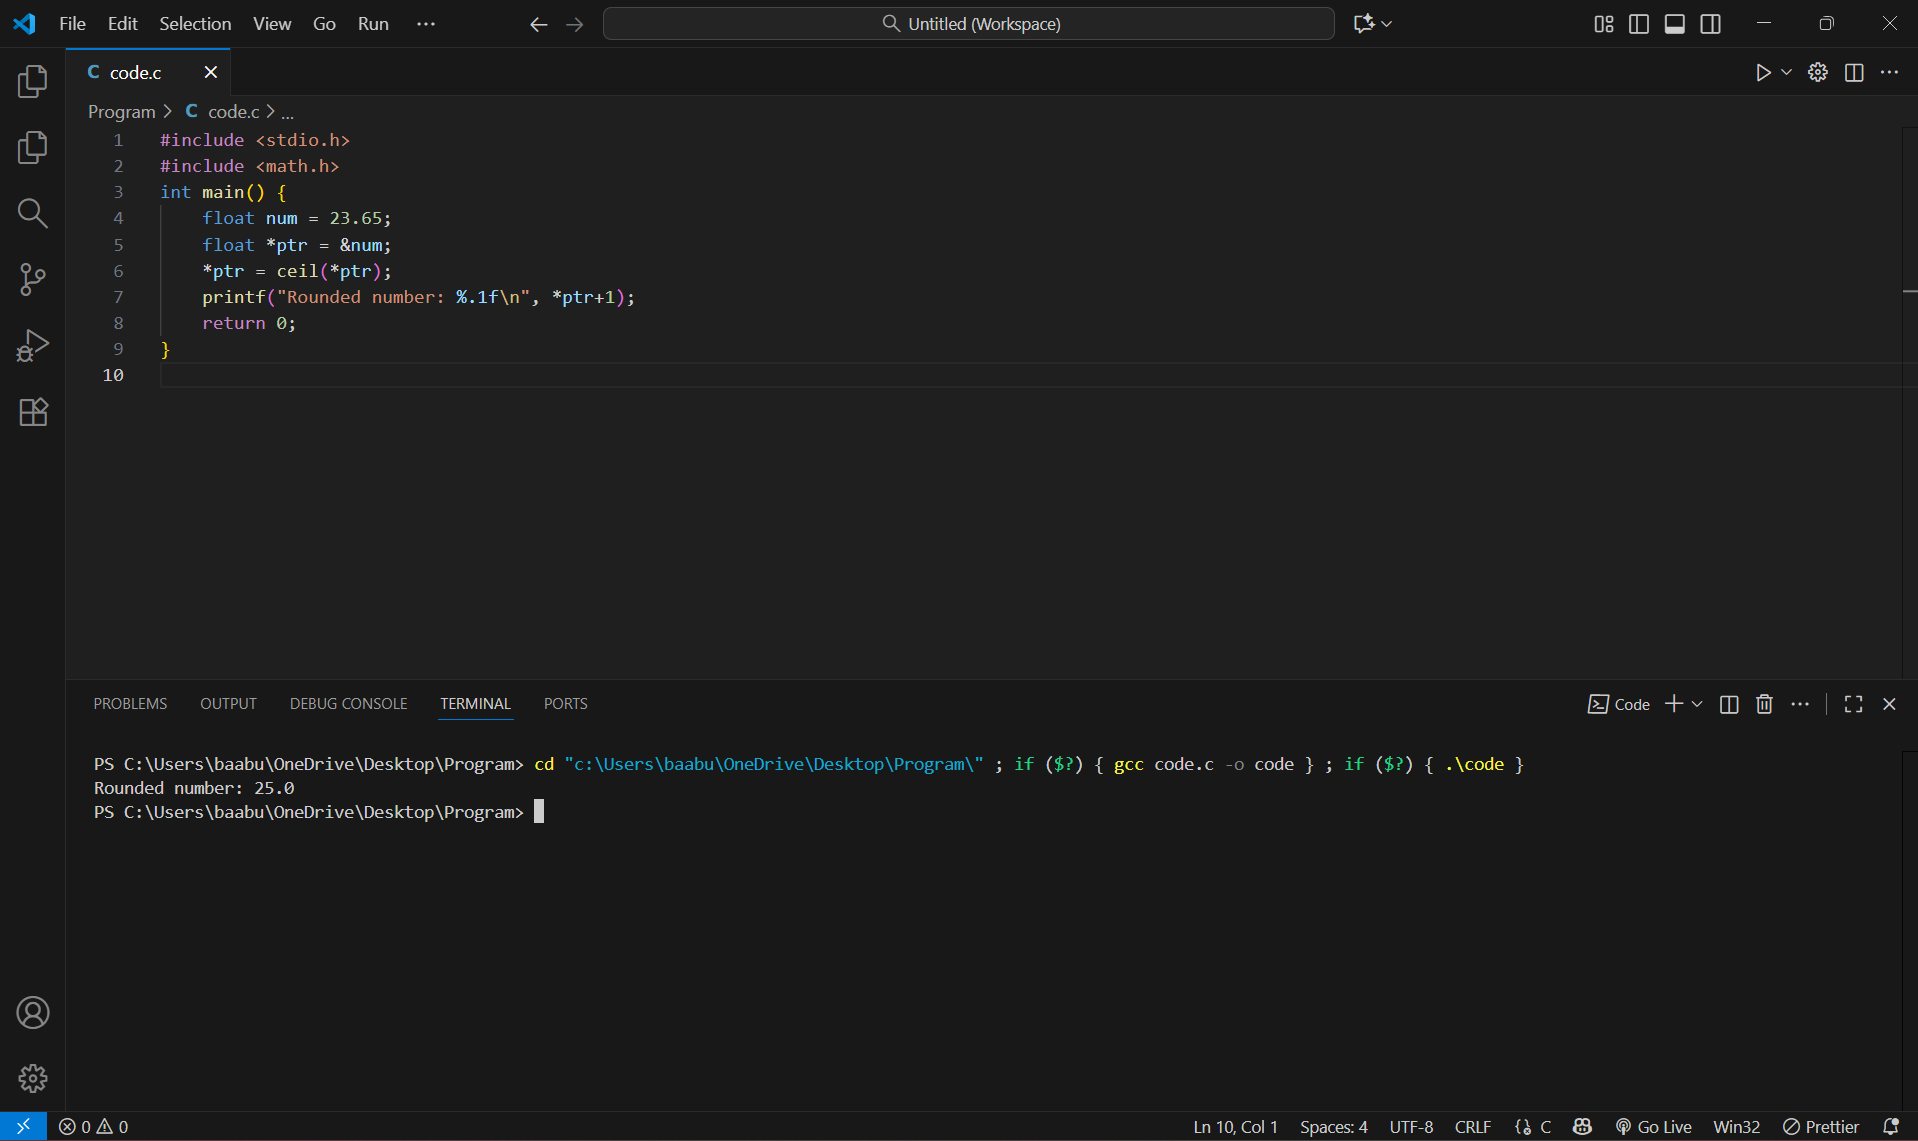 File Edit Selection View Go Run ··· Untitled (Workspace)
C code.c
Program > C code.c > ...
1 #include <stdio.h>
2 #include <math.h>
3 int main() {
4     float num = 23.65;
5     float *ptr = &num;
6     *ptr = ceil(*ptr);
7     printf("Rounded number: %.1f\n", *ptr+1);
8     return 0;
9 }
10
PROBLEMS OUTPUT DEBUG CONSOLE TERMINAL PORTS Code
PS C:\Users\baabu\OneDrive\Desktop\Program> cd "c:\Users\baabu\OneDrive\Desktop\Program\" ; if ($?) { gcc code.c -o code } ; if ($?) { .\code }
Rounded number: 25.0
PS C:\Users\baabu\OneDrive\Desktop\Program>
0 0 Ln 10, Col 1 Spaces: 4 UTF-8 CRLF {} C Go Live Win32 Prettier